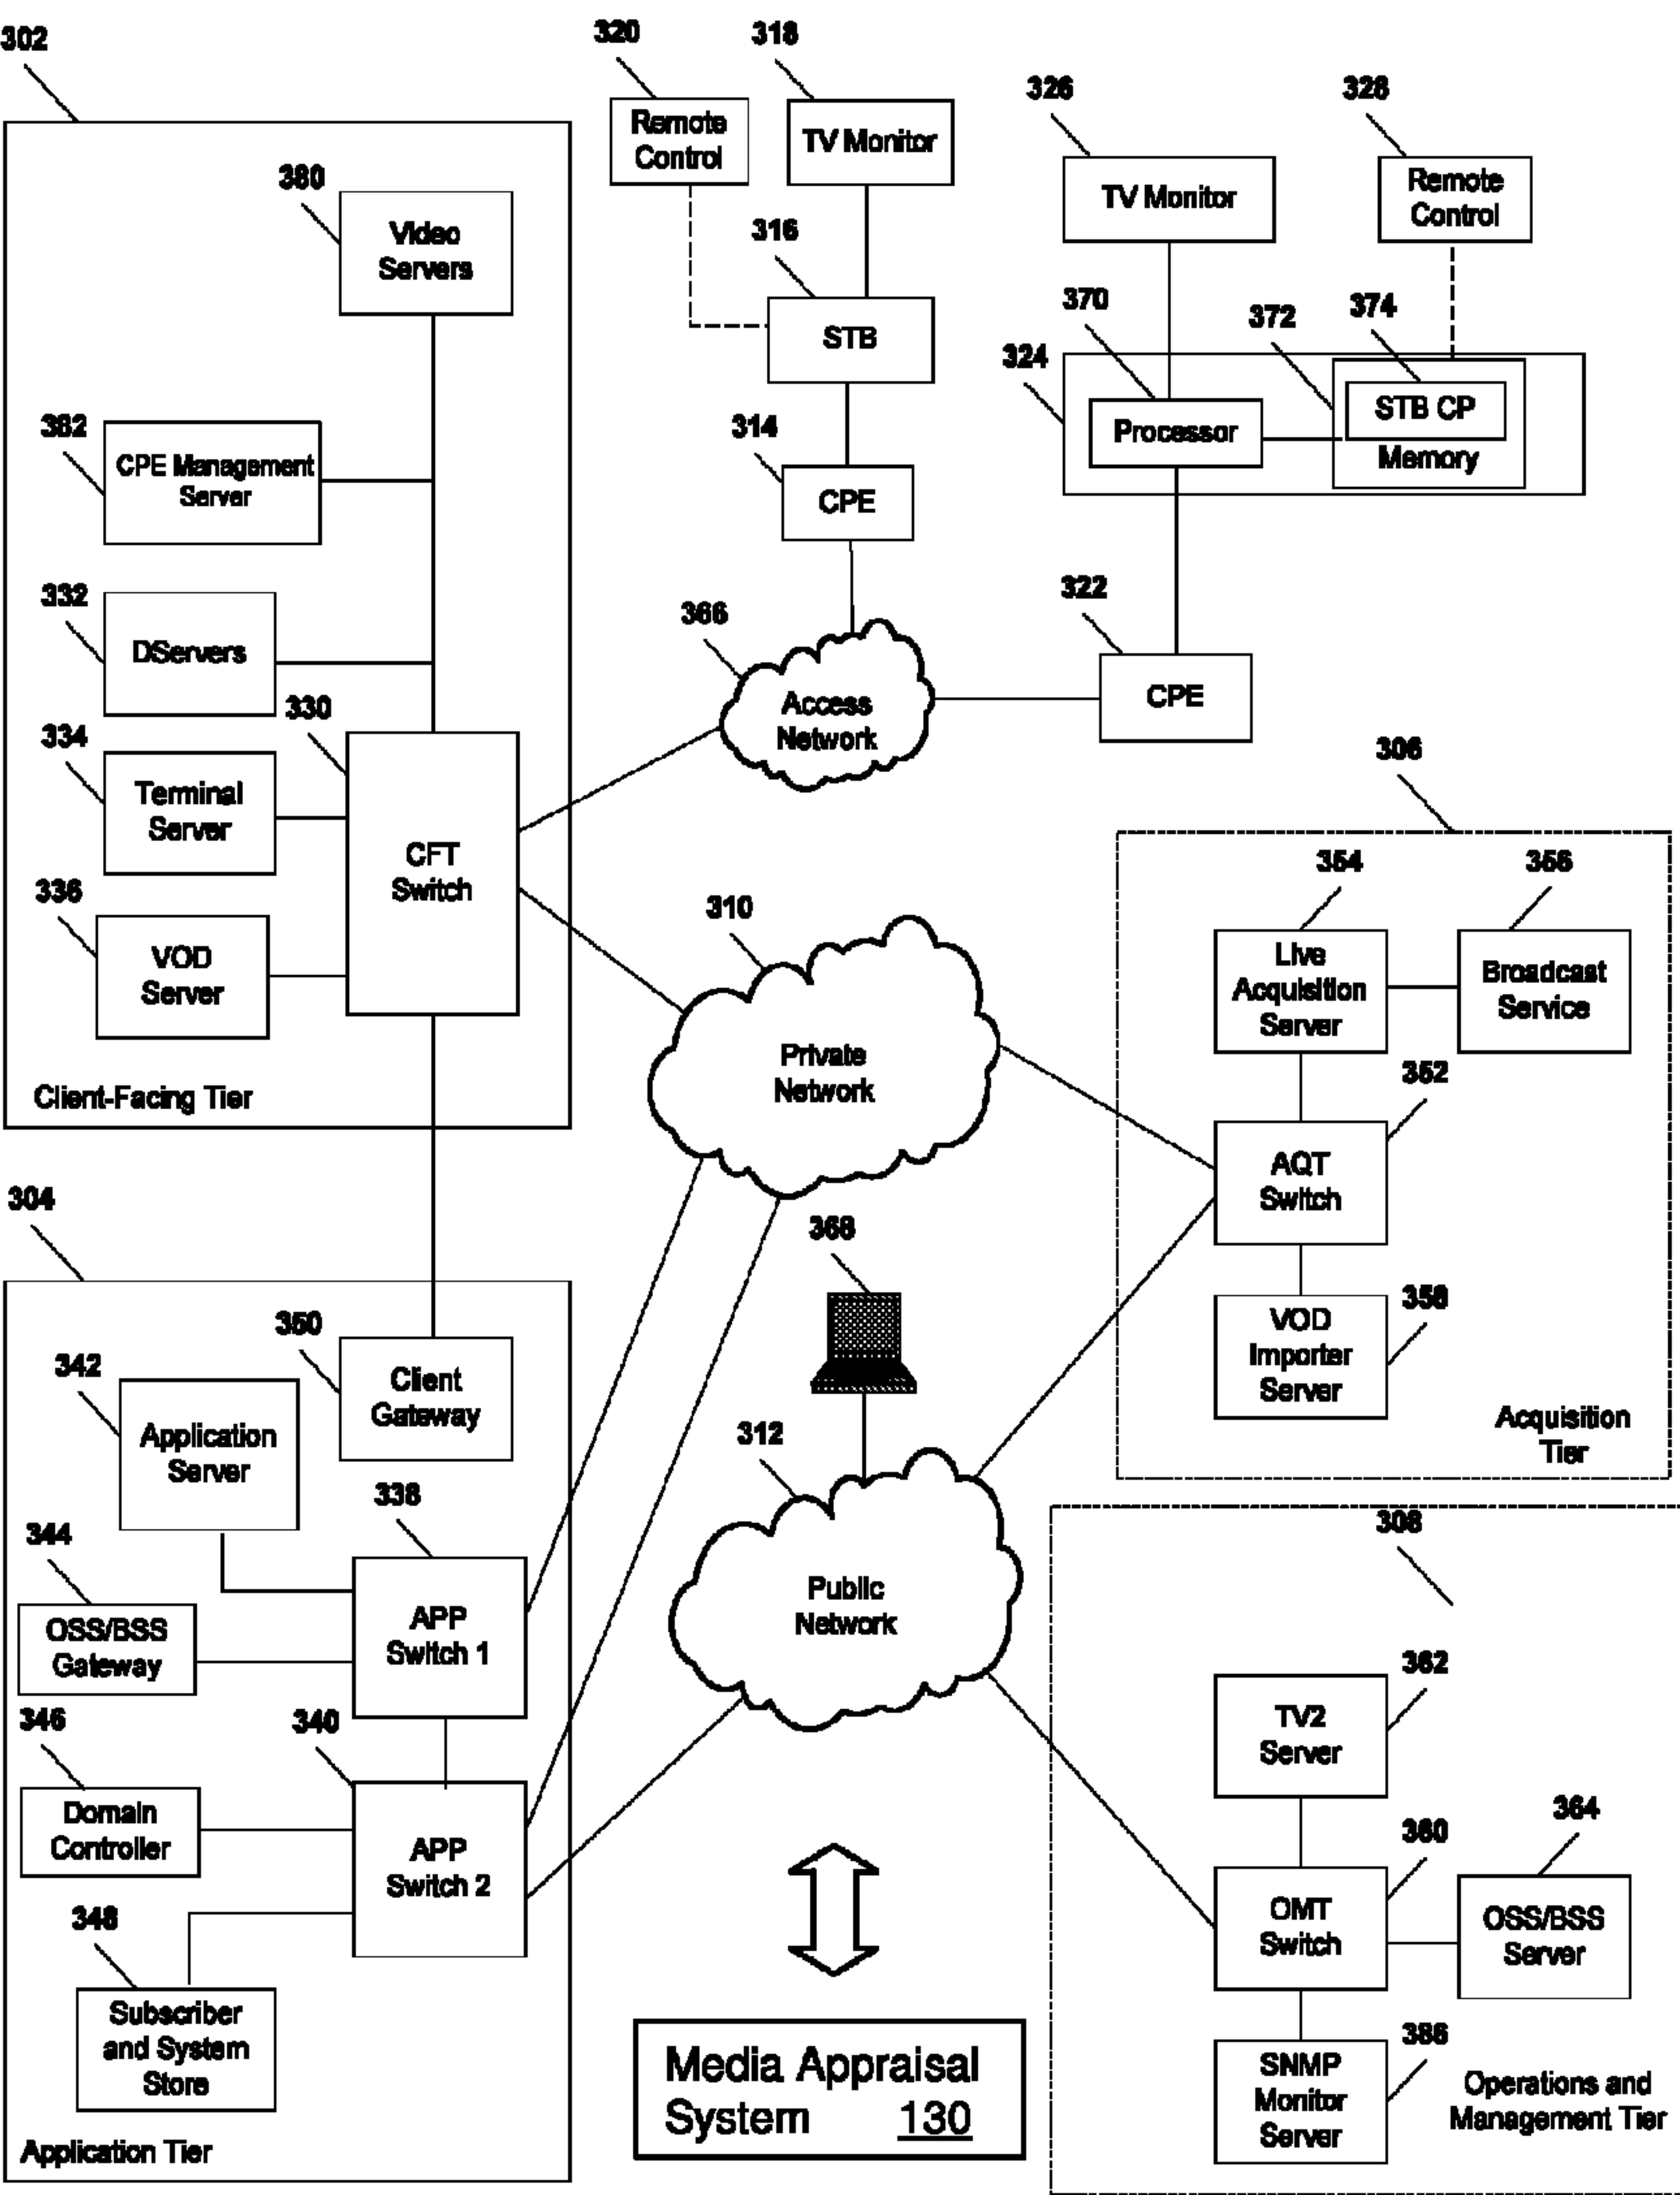 302
320
318
326
328
Remote
Control
TV Monitor
TV Monitor
Remote
Control
380
Video
Servers
316
STB
370
372
374
324
Processor
STB CP
Memory
382
CPE Management
Server
314
CPE
332
DServers
366
Access
Network
322
CPE
330
334
Terminal
Server
CFT
Switch
336
VOD
Server
Client-Facing Tier
310
Private
Network
306
354
356
Live
Acquisition
Server
Broadcast
Service
352
AQT
Switch
358
VOD
Importer
Server
Acquisition
Tier
304
368
350
Client
Gateway
342
Application
Server
312
Public
Network
338
344
OSS/BSS
Gateway
APP
Switch 1
346
340
Domain
Controller
APP
Switch 2
348
Subscriber
and System
Store
Application Tier
308
362
TV2
Server
360
364
OMT
Switch
OSS/BSS
Server
386
SNMP
Monitor
Server
Operations and
Management Tier
Media Appraisal
System 130